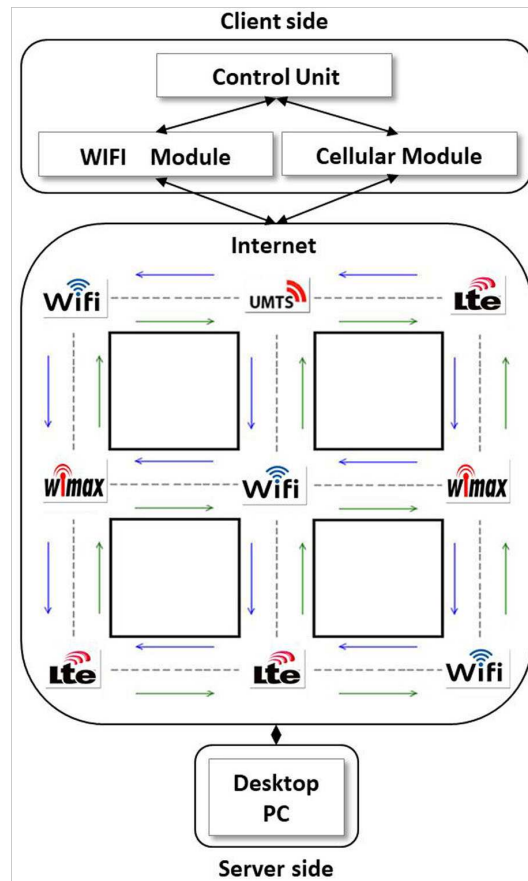 Client side
Control Unit
WIFI Module
Cellular Module
Internet
Wifi
UMTS
Lte
wimax
Wifi
wimax
Lte
Lte
Wifi
Desktop
PC
Server side